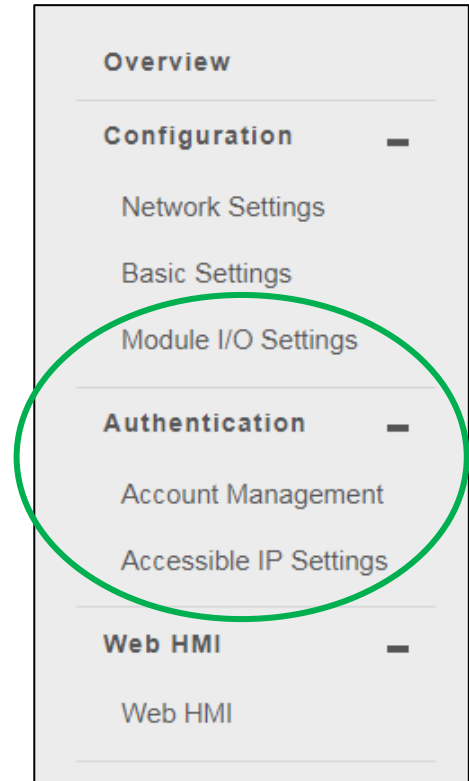 Overview
Configuration
Network Settings
Basic Settings
Module I/O Settings
Authentication
Account Management
Accessible IP Settings
Web HMI
Web HMI